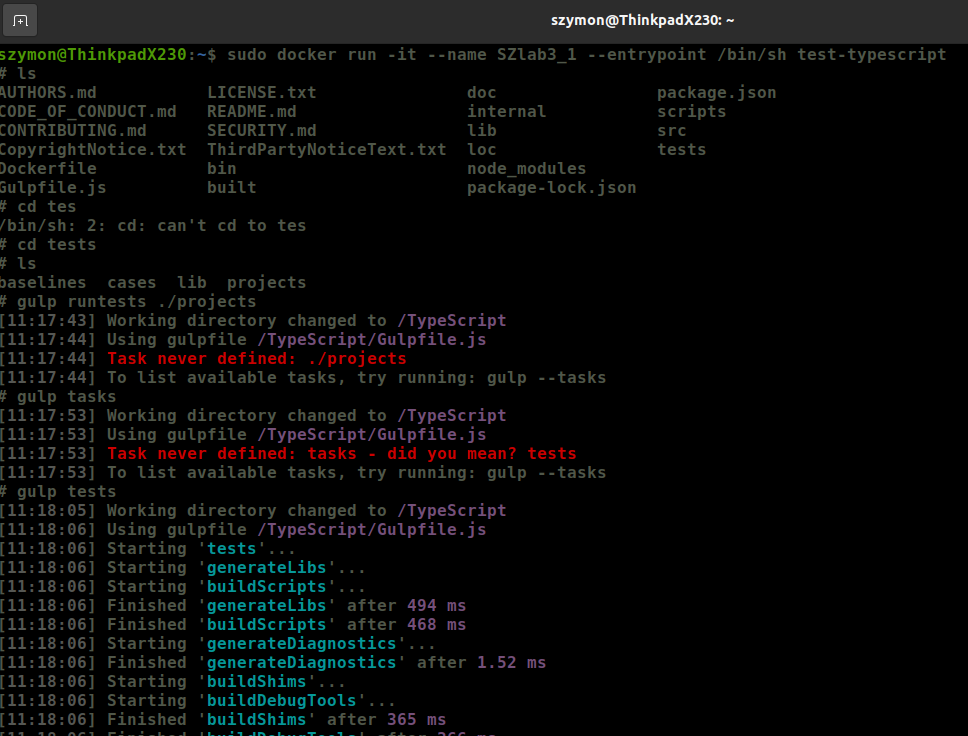 szymon@ThinkpadX230: ~
szymon@ThinkpadX230:~$ sudo docker run -it --name SZlab3_1 --entrypoint /bin/sh test-typescript
# ls
AUTHORS.md LICENSE.txt doc package.json
CODE_OF_CONDUCT.md README.md internal scripts
CONTRIBUTING.md SECURITY.md lib src
CopyrightNotice.txt ThirdPartyNoticeText.txt loc tests
Dockerfile bin node_modules
Gulpfile.js built package-lock.json
# cd tes
/bin/sh: 2: cd: can't cd to tes
# cd tests
# ls
baselines cases lib projects
# gulp runtests ./projects
[11:17:43] Working directory changed to /TypeScript
[11:17:44] Using gulpfile /TypeScript/Gulpfile.js
[11:17:44] Task never defined: ./projects
[11:17:44] To list available tasks, try running: gulp --tasks
# gulp tasks
[11:17:53] Working directory changed to /TypeScript
[11:17:53] Using gulpfile /TypeScript/Gulpfile.js
[11:17:53] Task never defined: tasks - did you mean? tests
[11:17:53] To list available tasks, try running: gulp --tasks
# gulp tests
[11:18:05] Working directory changed to /TypeScript
[11:18:06] Using gulpfile /TypeScript/Gulpfile.js
[11:18:06] Starting 'tests'...
[11:18:06] Starting 'generateLibs'...
[11:18:06] Starting 'buildScripts'...
[11:18:06] Finished 'generateLibs' after 494 ms
[11:18:06] Finished 'buildScripts' after 468 ms
[11:18:06] Starting 'generateDiagnostics'...
[11:18:06] Finished 'generateDiagnostics' after 1.52 ms
[11:18:06] Starting 'buildShims'...
[11:18:06] Starting 'buildDebugTools'...
[11:18:06] Finished 'buildShims' after 365 ms
[11:18:06] Finished 'buildDebugTools' after 366 ms